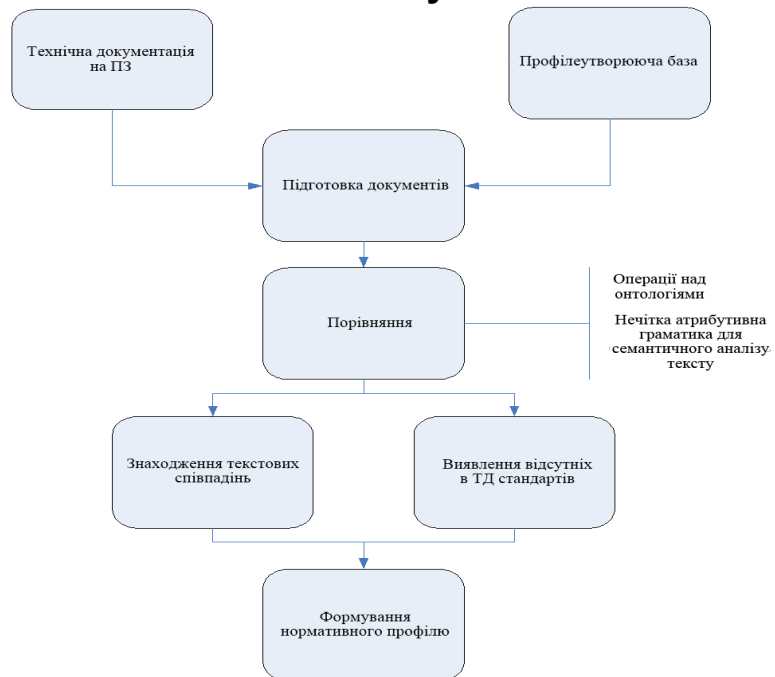 Технічна документація
на ПЗ
Профілеутворююча база
Підготовка документів
Порівняння
Операції над
онтологіями
Нечітка атрибутивна
граматика для
семантичного аналізу
тексту
Знаходження текстових
співпадінь
Виявлення відсутніх
в ТД стандартів
Формування
нормативного профілю